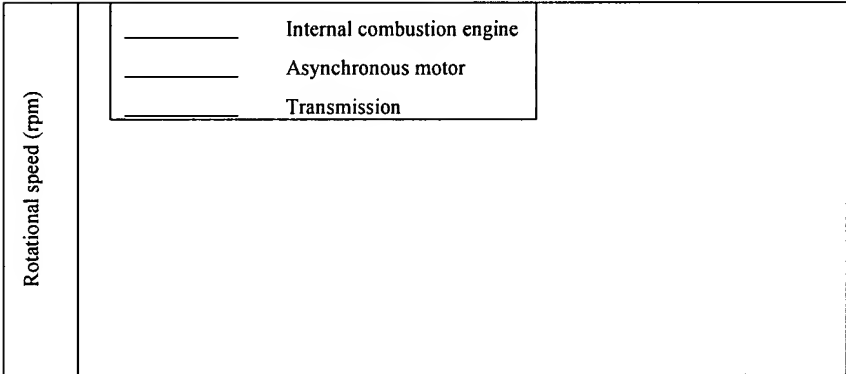 Internal combustion engine
Asynchronous motor
Transmission
Rotational speed (rpm)